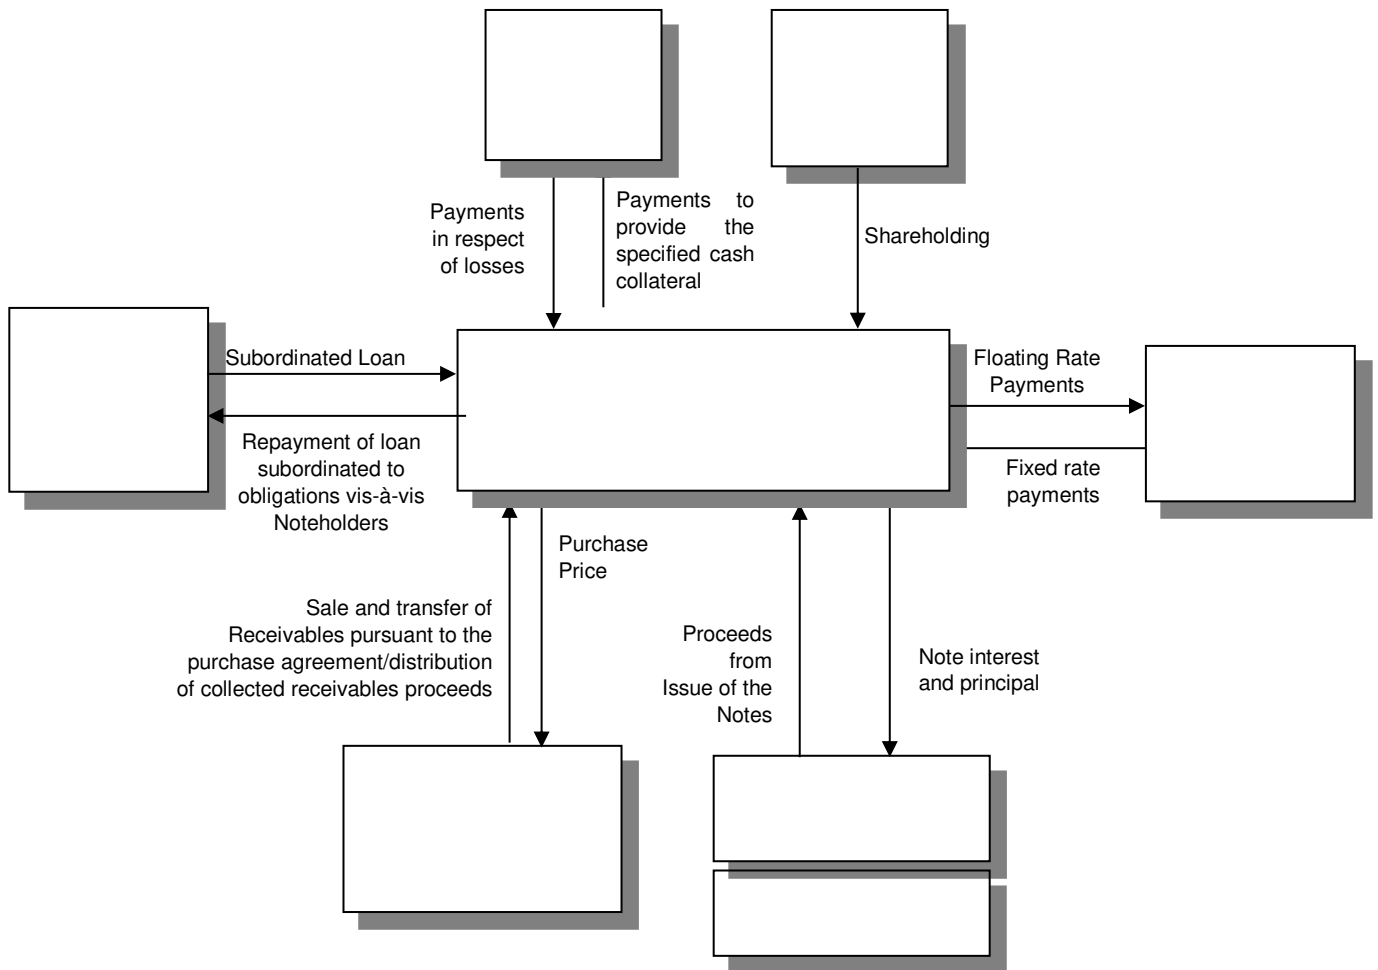 Payments
in respect
of losses
Payments to
provide the
specified cash
collateral
Shareholding
Subordinated Loan
Repayment of loan
subordinated to
obligations vis-à-vis
Noteholders
Floating Rate
Payments
Fixed rate
payments
Purchase
Price
Sale and transfer of
Receivables pursuant to the
purchase agreement/distribution
of collected receivables proceeds
Proceeds
from
Issue of the
Notes
Note interest
and principal